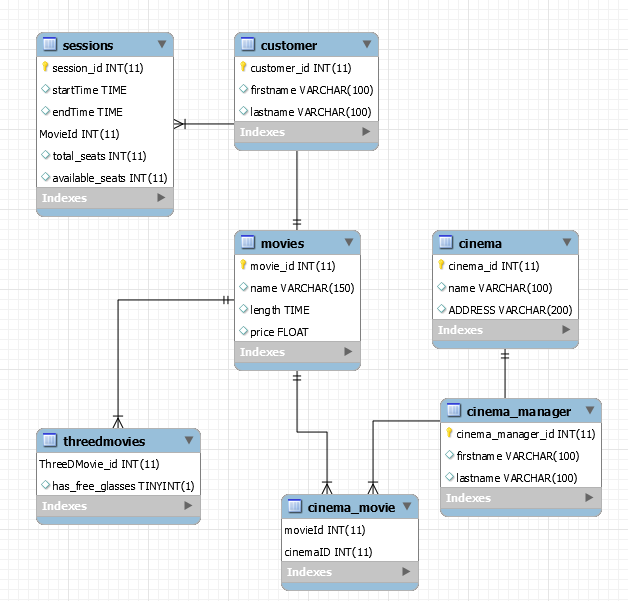 sessions
session_id INT(11)
startTime TIME
endTime TIME
MovieId INT(11)
total_seats INT(11)
available_seats INT(11)
Indexes
customer
customer_id INT(11)
firstname VARCHAR(100)
lastname VARCHAR(100)
Indexes
movies
movie_id INT(11)
name VARCHAR(150)
length TIME
price FLOAT
Indexes
cinema
cinema_id INT(11)
name VARCHAR(100)
ADDRESS VARCHAR(200)
Indexes
threedmovies
ThreeDMovie_id INT(11)
has_free_glasses TINYINT(1)
Indexes
cinema_manager
cinema_manager_id INT(11)
firstname VARCHAR(100)
lastname VARCHAR(100)
Indexes
cinema_movie
movieId INT(11)
cinemaID INT(11)
Indexes